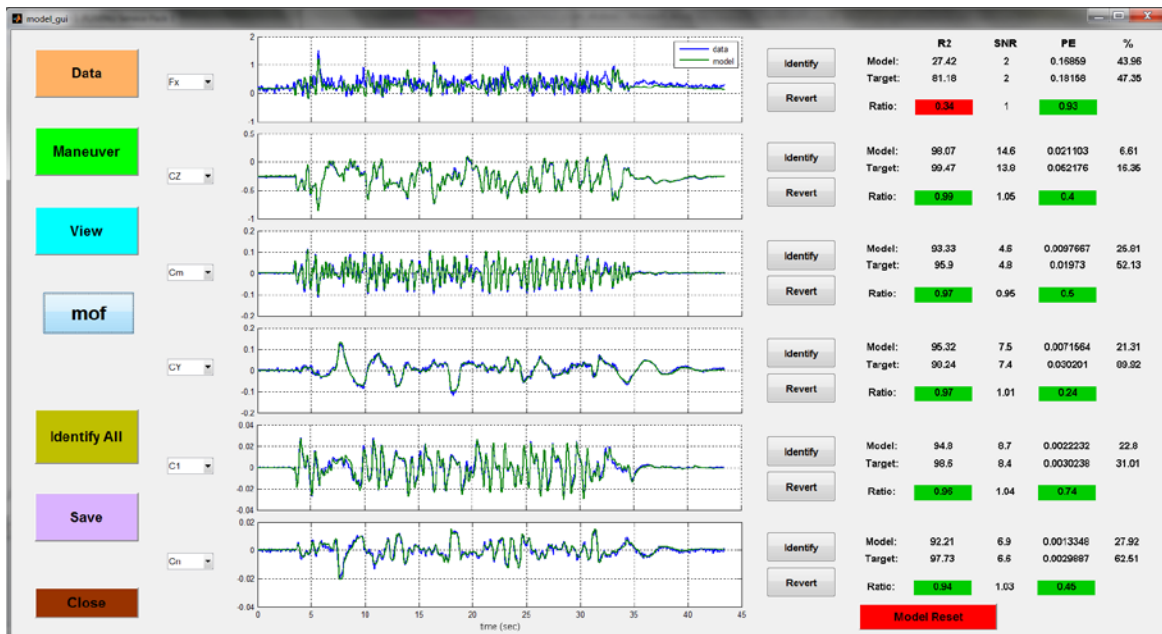 model_gui
R2 SNR PE %
Data
Fx
2
1
0
-1
data
model
Identify
Revert
Model: 27.42 2 0.16859 43.96
Target: 81.18 2 0.18158 47.35
Ratio: 0.34 1 0.93
Maneuver
CZ
0.5
0
-0.5
-1
Identify
Revert
Model: 98.07 14.6 0.021103 6.61
Target: 99.47 13.8 0.052176 16.35
Ratio: 0.99 1.05 0.4
View
Cm
0.2
0.1
0
-0.1
-0.2
Identify
Revert
Model: 93.33 4.6 0.0097667 25.81
Target: 95.9 4.8 0.01973 52.13
Ratio: 0.97 0.95 0.5
mof
CY
0.2
0.1
0
-0.1
-0.2
Identify
Revert
Model: 95.32 7.5 0.0071564 21.31
Target: 98.24 7.4 0.030201 89.92
Ratio: 0.97 1.01 0.24
Identify All
C1
0.04
0.02
0
-0.02
-0.04
Identify
Revert
Model: 94.8 8.7 0.0022232 22.8
Target: 98.6 8.4 0.0030238 31.01
Ratio: 0.96 1.04 0.74
Save
Cn
0.02
0
-0.02
-0.04
Identify
Revert
Model: 92.21 6.9 0.0013348 27.92
Target: 97.73 6.6 0.0029887 62.51
Ratio: 0.94 1.03 0.45
Close
0 5 10 15 20 25 30 35 40 45
time (sec)
Model Reset